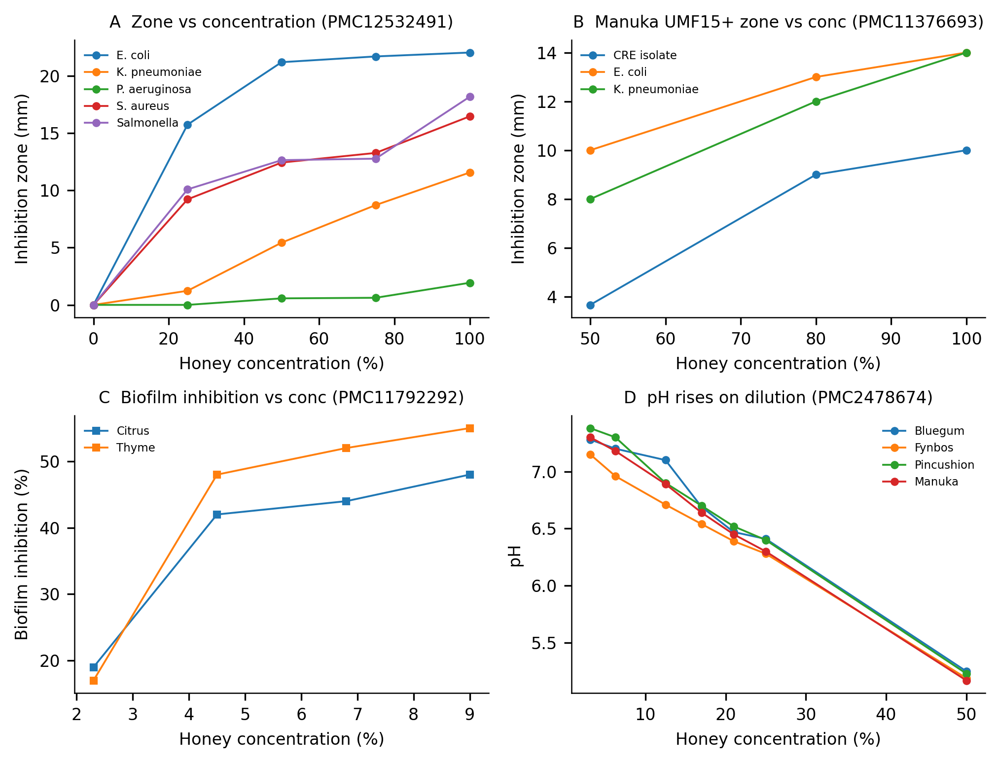 A  Zone vs concentration (PMC12532491)
E. coli
K. pneumoniae
P. aeruginosa
S. aureus
Salmonella
Inhibition zone (mm)
20
15
10
5
0
0 20 40 60 80 100
Honey concentration (%)
B  Manuka UMF15+ zone vs conc (PMC11376693)
CRE isolate
E. coli
K. pneumoniae
Inhibition zone (mm)
14
12
10
8
6
4
50 60 70 80 90 100
Honey concentration (%)
C  Biofilm inhibition vs conc (PMC11792292)
Citrus
Thyme
Biofilm inhibition (%)
50
40
30
20
2 3 4 5 6 7 8 9
Honey concentration (%)
D  pH rises on dilution (PMC2478674)
Bluegum
Fynbos
Pincushion
Manuka
pH
7.0
6.5
6.0
5.5
10 20 30 40 50
Honey concentration (%)